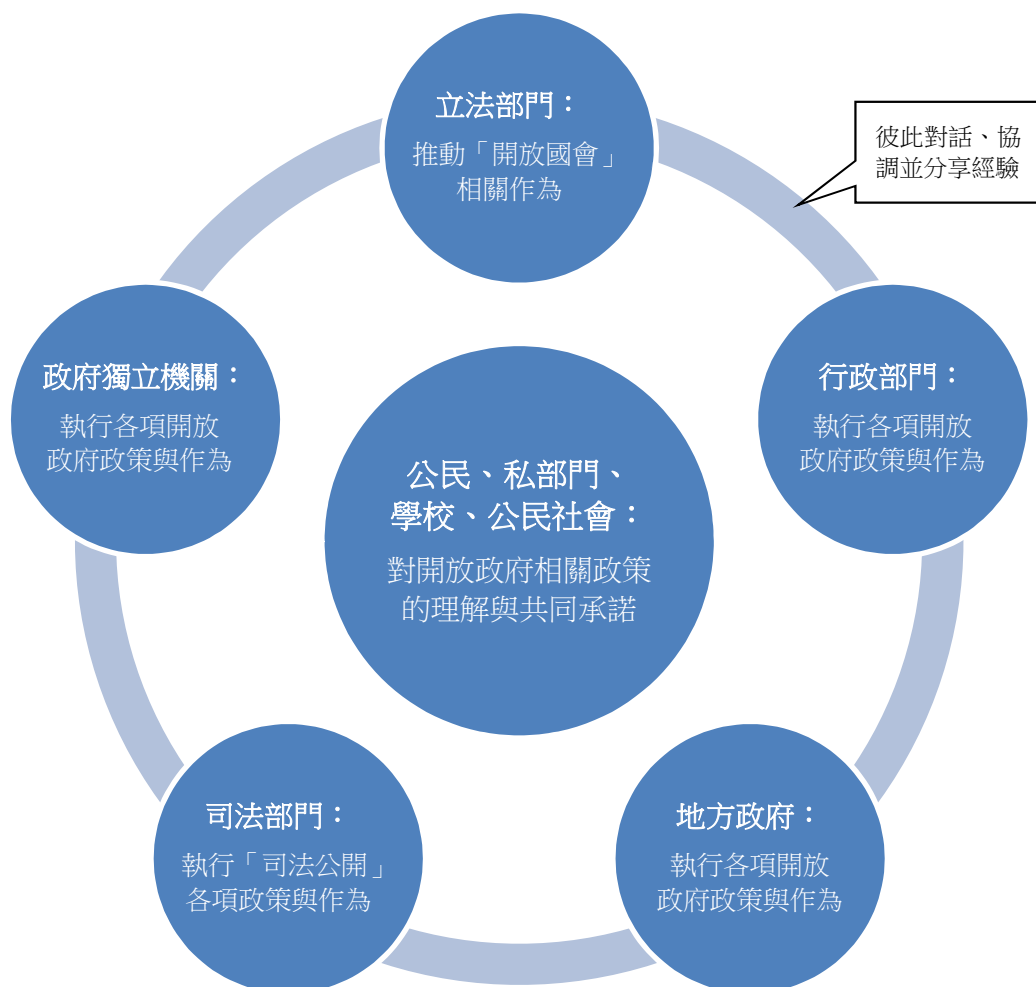 立法部門：
推動「開放國會」
相關作為
彼此對話、協
調並分享經驗
政府獨立機關：
執行各項開放
政府政策與作為
行政部門：
執行各項開放
政府政策與作為
公民、私部門、
學校、公民社會：
對開放政府相關政策
的理解與共同承諾
司法部門：
執行「司法公開」
各項政策與作為
地方政府：
執行各項開放
政府政策與作為